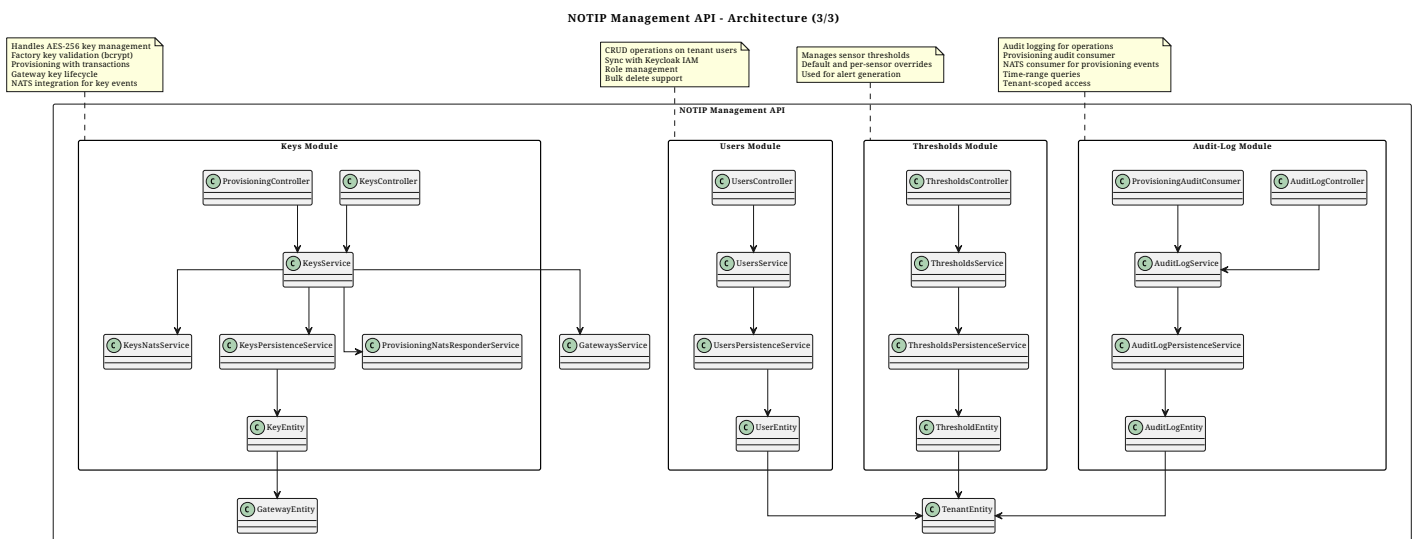 NOTIP Management API - Architecture (3/3)
Handles AES-256 key management
Factory key validation (bcrypt)
Provisioning with transactions
Gateway key lifecycle
NATS integration for key events
CRUD operations on tenant users
Sync with Keycloak IAM
Role management
Bulk delete support
Manages sensor thresholds
Default and per-sensor overrides
Used for alert generation
Audit logging for operations
Provisioning audit consumer
NATS consumer for provisioning events
Time-range queries
Tenant-scoped access
NOTIP Management API
Keys Module
C ProvisioningController
C KeysController
C KeysService
C KeysNatsService
C KeysPersistenceService
C ProvisioningNatsResponderService
C KeyEntity
C GatewaysService
C GatewayEntity
Users Module
C UsersController
C UsersService
C UsersPersistenceService
C UserEntity
Thresholds Module
C ThresholdsController
C ThresholdsService
C ThresholdsPersistenceService
C ThresholdEntity
C TenantEntity
Audit-Log Module
C ProvisioningAuditConsumer
C AuditLogController
C AuditLogService
C AuditLogPersistenceService
C AuditLogEntity